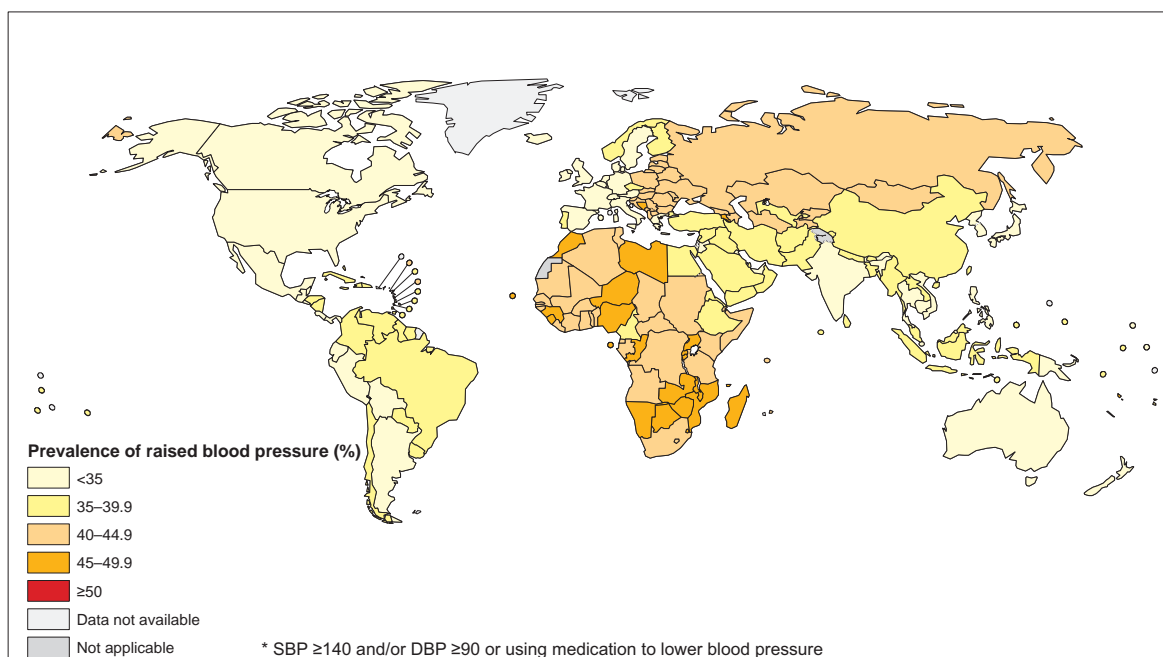 Prevalence of raised blood pressure (%)
<35
35–39.9
40–44.9
45–49.9
≥50
Data not available
Not applicable
* SBP ≥140 and/or DBP ≥90 or using medication to lower blood pressure